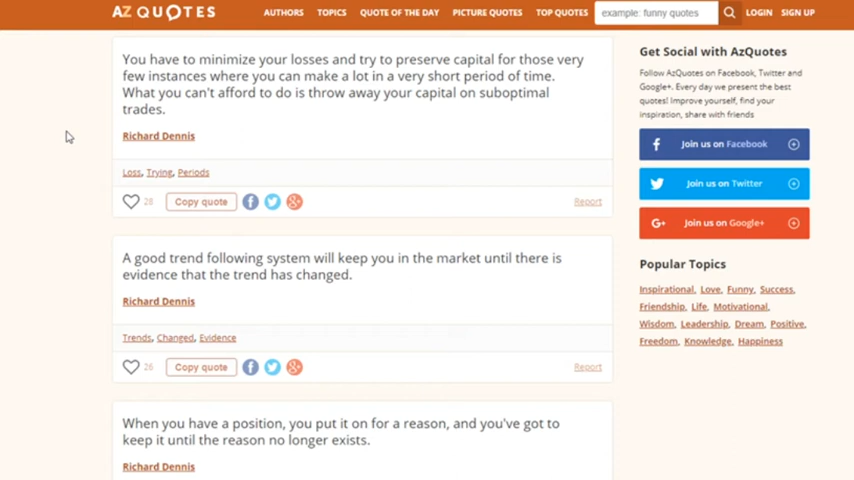 AZ QUOTES
AUTHORS TOPICS QUOTE OF THE DAY PICTURE QUOTES TOP QUOTES example: funny quotes LOGIN SIGN UP
You have to minimize your losses and try to preserve capital for those very
few instances where you can make a lot in a very short period of time.
What you can't afford to do is throw away your capital on suboptimal
trades.
Richard Dennis
Loss, Trying, Periods
28 Copy quote Report
A good trend following system will keep you in the market until there is
evidence that the trend has changed.
Richard Dennis
Trends, Changed, Evidence
26 Copy quote Report
When you have a position, you put it on for a reason, and you've got to
keep it until the reason no longer exists.
Richard Dennis
Get Social with AzQuotes
Follow AzQuotes on Facebook, Twitter and
Google+. Every day we present the best
quotes! Improve yourself, find your
inspiration, share with friends
Join us on Facebook
Join us on Twitter
G+ Join us on Google+
Popular Topics
Inspirational, Love, Funny, Success,
Friendship, Life, Motivational,
Wisdom, Leadership, Dream, Positive,
Freedom, Knowledge, Happiness